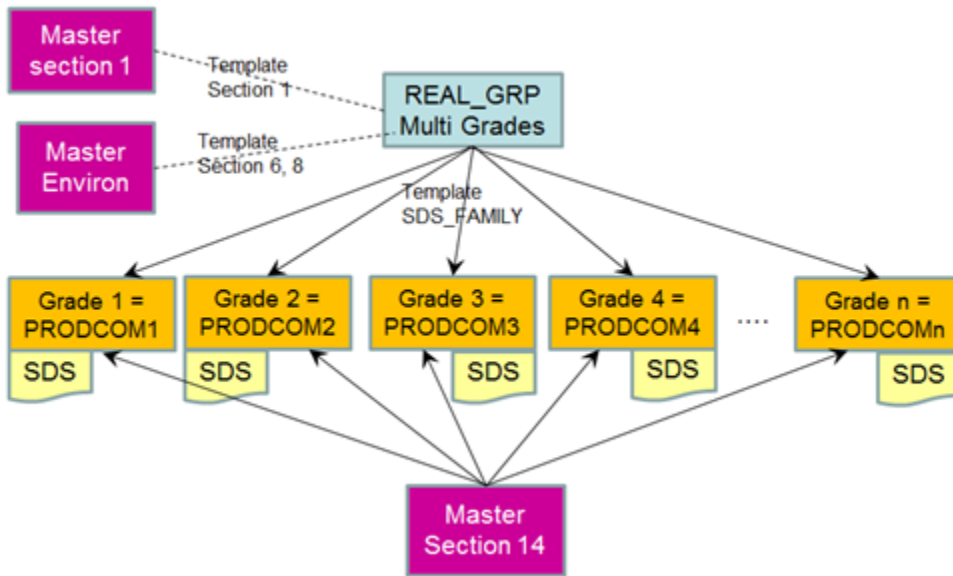 Master
section 1
Template
Section 1
REAL_GRP
Multi Grades
Master
Environ
Template
Section 6, 8
Template
SDS_FAMILY
Grade 1 =
PRODCOM1
Grade 2 =
PRODCOM2
Grade 3 =
PRODCOM3
Grade 4 =
PRODCOM4
....
Grade n =
PRODCOMn
SDS
SDS
SDS
SDS
SDS
Master
Section 14